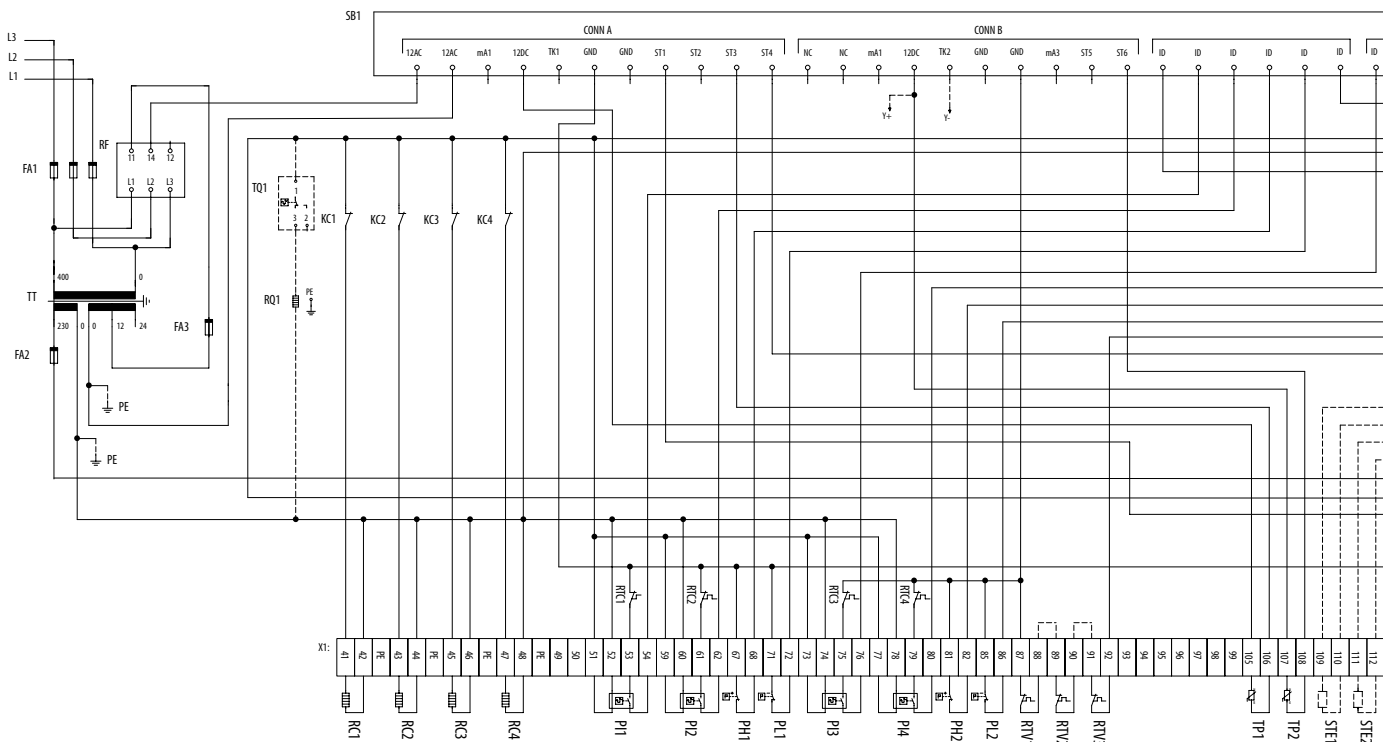 SB1
CONN A
CONN B
12AC 12AC mA1 12DC TK1 GND GND ST1 ST2 ST3 ST4 NC NC mA1 12DC TK2 GND GND mA3 ST5 ST6 ID ID ID ID ID ID ID
L3
L2
L1
Y+ Y-
RF
11 14 12
L1 L2 L3
FA1
TQ1
1
3 2
KC1 KC2 KC3 KC4
400 0
TT
RQ1
PE
230 0 0 12 24
FA3
FA2
PE
PE
RTC1 RTC2 RTC3 RTC4
X1: 41 42 PE 43 44 PE 45 46 PE 47 48 PE 49 50 51 52 53 54 59 60 61 62 67 68 71 72 73 74 75 76 77 78 79 80 81 82 85 86 87 88 89 90 91 92 93 94 95 96 97 98 99 105 106 107 108 109 110 111 112
RC1 RC2 RC3 RC4 PI1 PI2 PH1 PL1 PI3 PI4 PH2 PL2 TP1 TP2 STE1 STE2